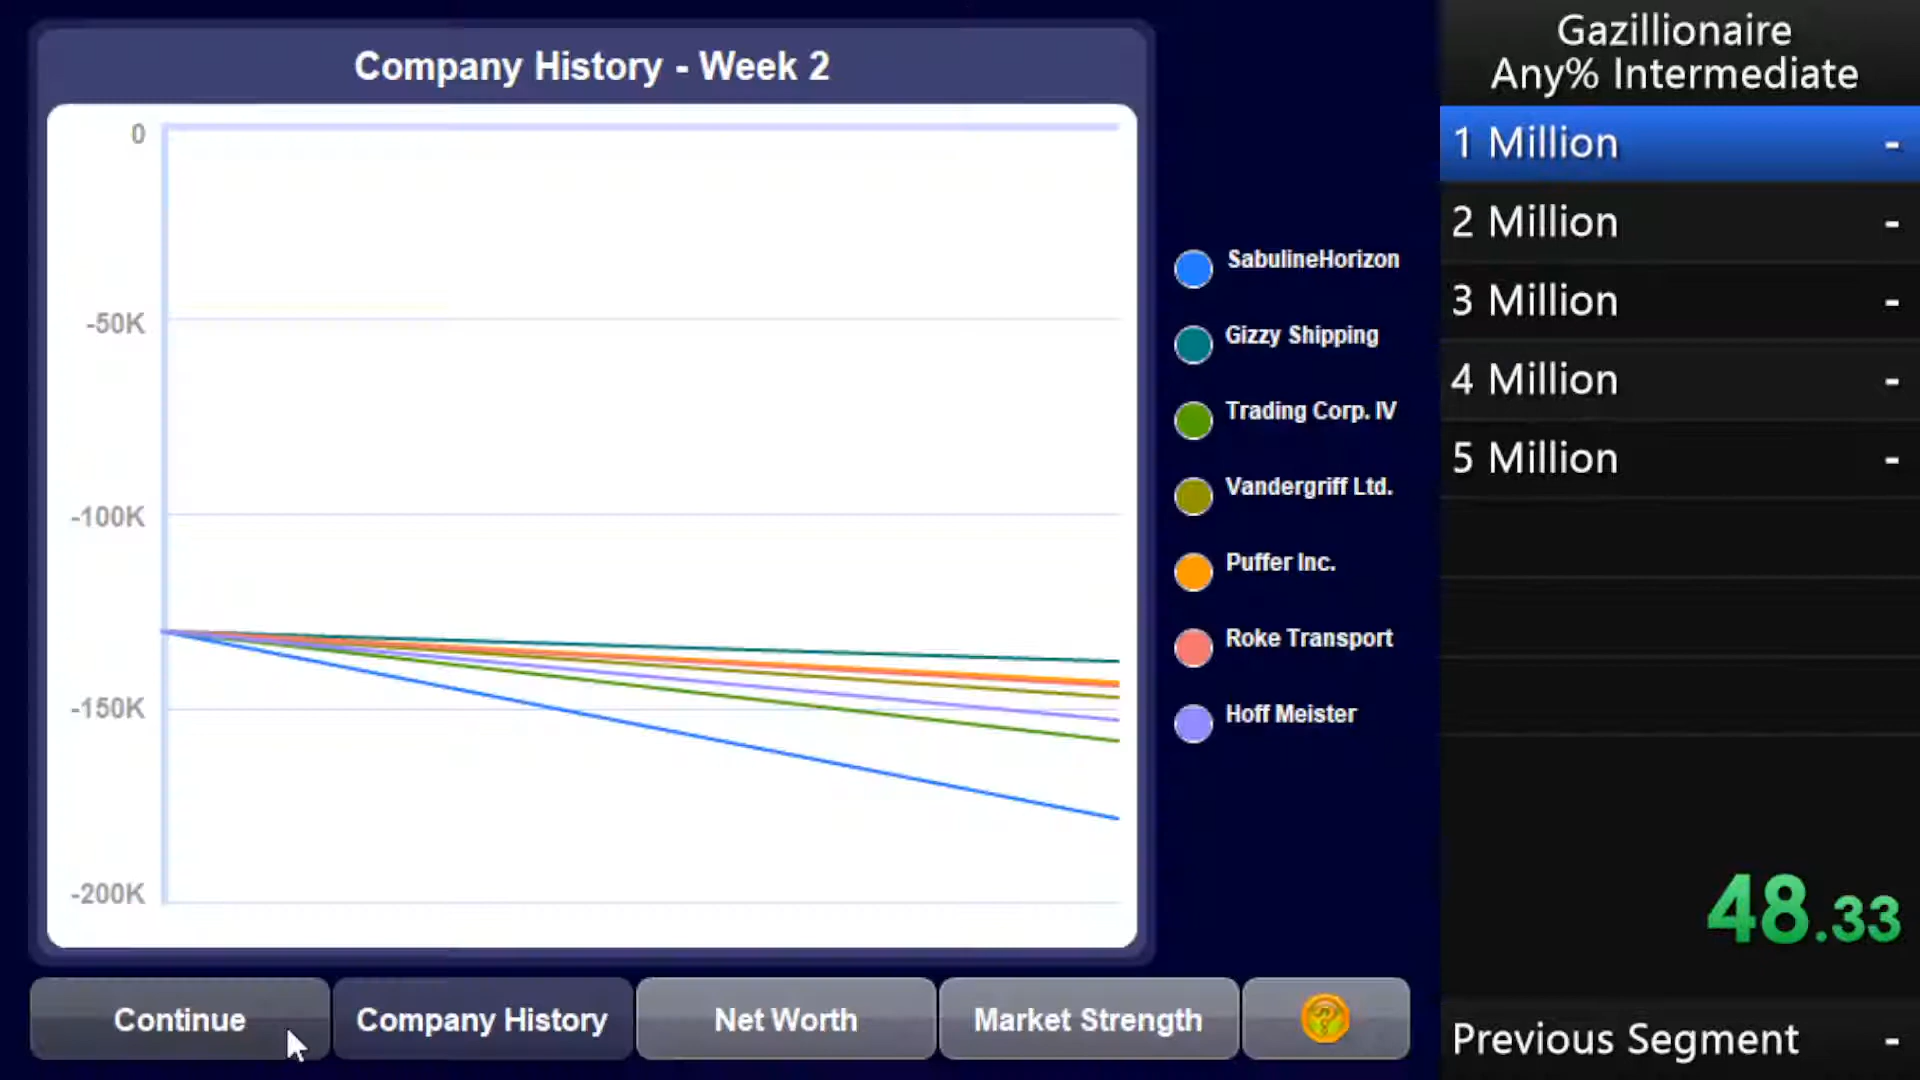 Company History - Week 2
0
-50K
-100K
-150K
-200K
SabulineHorizon
Gizzy Shipping
Trading Corp. IV
Vandergriff Ltd.
Puffer Inc.
Roke Transport
Hoff Meister
Continue
Company History
Net Worth
Market Strength
?
Gazillionaire
Any% Intermediate
1 Million -
2 Million -
3 Million -
4 Million -
5 Million -
48.33
Previous Segment -